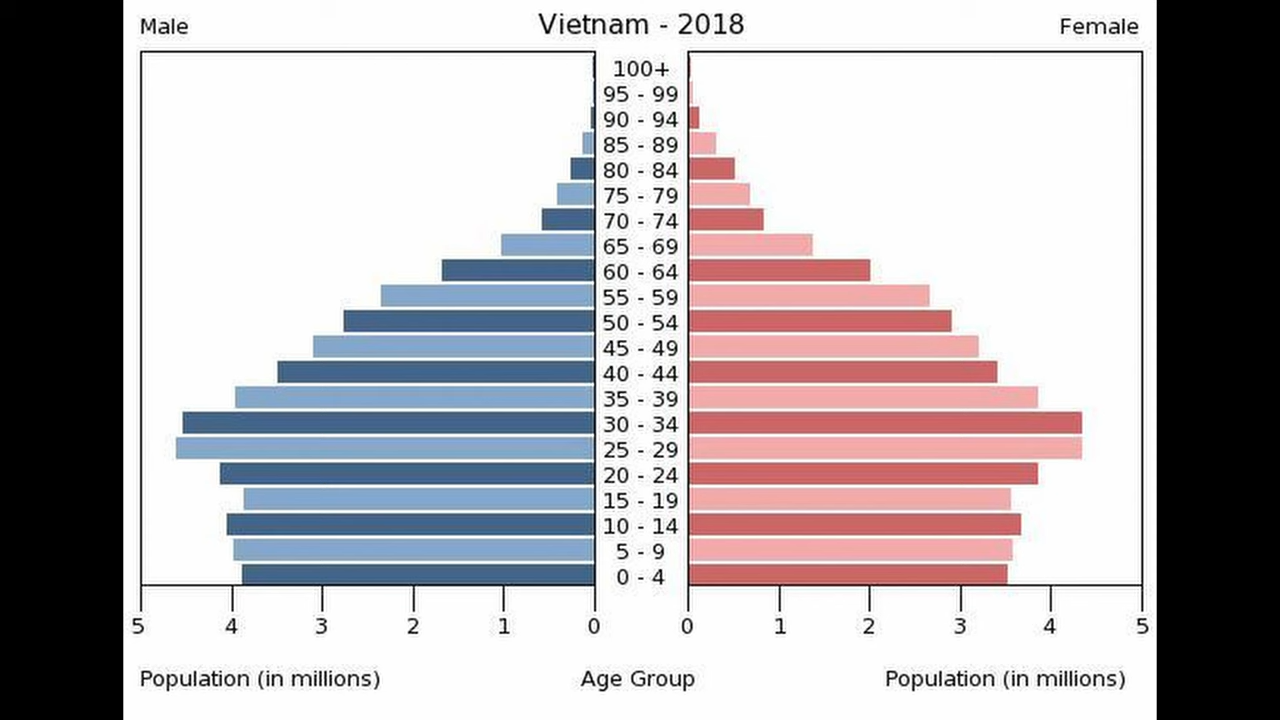 Male Vietnam - 2018 Female
100+
95 - 99
90 - 94
85 - 89
80 - 84
75 - 79
70 - 74
65 - 69
60 - 64
55 - 59
50 - 54
45 - 49
40 - 44
35 - 39
30 - 34
25 - 29
20 - 24
15 - 19
10 - 14
5 - 9
0 - 4
5 4 3 2 1 0 0 1 2 3 4 5
Population (in millions) Age Group Population (in millions)